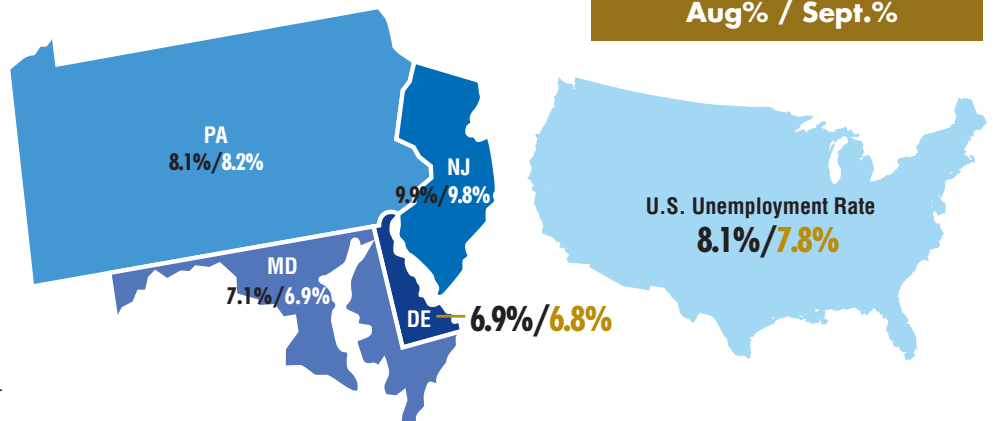 Aug% / Sept.%
PA
8.1%/8.2%
NJ
9.9%/9.8%
MD
7.1%/6.9%
DE
6.9%/6.8%
U.S. Unemployment Rate
8.1%/7.8%